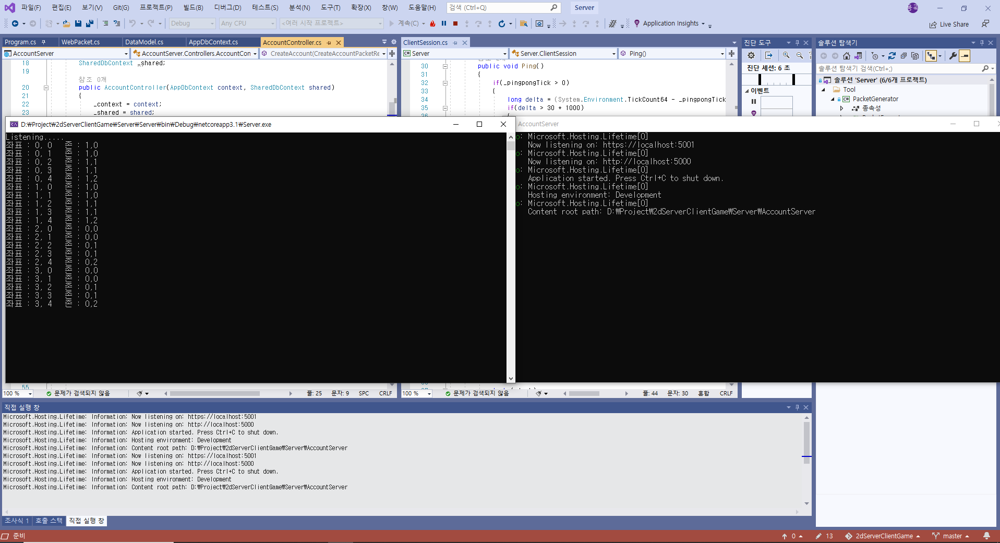 파일(F) 편집(E) 보기(V) Git(G) 프로젝트(P) 빌드(B) 디버그(D) 테스트(S) 분석(N) 도구(T) 확장(X) 창(W) 도움말(H) 검색 (Ctrl+Q) Server
Debug Any CPU <여러 시작 프로젝트> 계속(C) Application Insights Live Share
Program.cs WebPacket.cs DataModel.cs AppDbContext.cs AccountController.cs
AccountServer AccountServer.Controllers.AccountCon CreateAccount(CreateAccountPacketRe
18 SharedDbContext _shared;
19
참조 0개
20 public AccountController(AppDbContext context, SharedDbContext shared)
21 {
22 _context = context;
23 _shared = shared;
ClientSession.cs
Server Server.ClientSession Ping()
30 public void Ping()
31 {
32 if(_pingpongTick > 0)
33 {
34 long delta = (System.Environment.TickCount64 - _pingpongTick
35 if(delta > 30 * 1000)
진단 도구
진단 세션: 6 초
이벤트
솔루션 탐색기
솔루션 탐색기 검색(Ctrl+;)
솔루션 'Server' (6/6개 프로젝트)
Tool
PacketGenerator
종속성
D:₩Project₩2dServerClientGame₩Server₩Server₩bin₩Debug₩netcoreapp3.1₩Server.exe
Listening.....
좌표 : 0, 0 존 : 1,0
좌표 : 0, 1 존 : 1,0
좌표 : 0, 2 존 : 1,1
좌표 : 0, 3 존 : 1,1
좌표 : 0, 4 존 : 1,2
좌표 : 1, 0 존 : 1,0
좌표 : 1, 1 존 : 1,0
좌표 : 1, 2 존 : 1,1
좌표 : 1, 3 존 : 1,1
좌표 : 1, 4 존 : 1,2
좌표 : 2, 0 존 : 0,0
좌표 : 2, 1 존 : 0,0
좌표 : 2, 2 존 : 0,1
좌표 : 2, 3 존 : 0,1
좌표 : 2, 4 존 : 0,2
좌표 : 3, 0 존 : 0,0
좌표 : 3, 1 존 : 0,0
좌표 : 3, 2 존 : 0,1
좌표 : 3, 3 존 : 0,1
좌표 : 3, 4 존 : 0,2
AccountServer
o: Microsoft.Hosting.Lifetime[0]
Now listening on: https://localhost:5001
o: Microsoft.Hosting.Lifetime[0]
Now listening on: http://localhost:5000
o: Microsoft.Hosting.Lifetime[0]
Application started. Press Ctrl+C to shut down.
o: Microsoft.Hosting.Lifetime[0]
Hosting environment: Development
o: Microsoft.Hosting.Lifetime[0]
Content root path: D:₩Project₩2dServerClientGame₩Server₩AccountServer
55
100 % 문제가 검색되지 않음 줄: 25 문자: 9 SPC CRLF
100 % 문제가 검색되지 않음 줄: 44 문자: 30 혼합 CRLF
직접 실행 창
Microsoft.Hosting.Lifetime: Information: Now listening on: https://localhost:5001
Microsoft.Hosting.Lifetime: Information: Now listening on: http://localhost:5000
Microsoft.Hosting.Lifetime: Information: Application started. Press Ctrl+C to shut down.
Microsoft.Hosting.Lifetime: Information: Hosting environment: Development
Microsoft.Hosting.Lifetime: Information: Content root path: D:₩Project₩2dServerClientGame₩Server₩AccountServer
Microsoft.Hosting.Lifetime: Information: Now listening on: https://localhost:5001
Microsoft.Hosting.Lifetime: Information: Now listening on: http://localhost:5000
Microsoft.Hosting.Lifetime: Information: Application started. Press Ctrl+C to shut down.
Microsoft.Hosting.Lifetime: Information: Hosting environment: Development
Microsoft.Hosting.Lifetime: Information: Content root path: D:₩Project₩2dServerClientGame₩Server₩AccountServer
조사식 1 호출 스택 직접 실행 창
준비 0 13 2dServerClientGame master